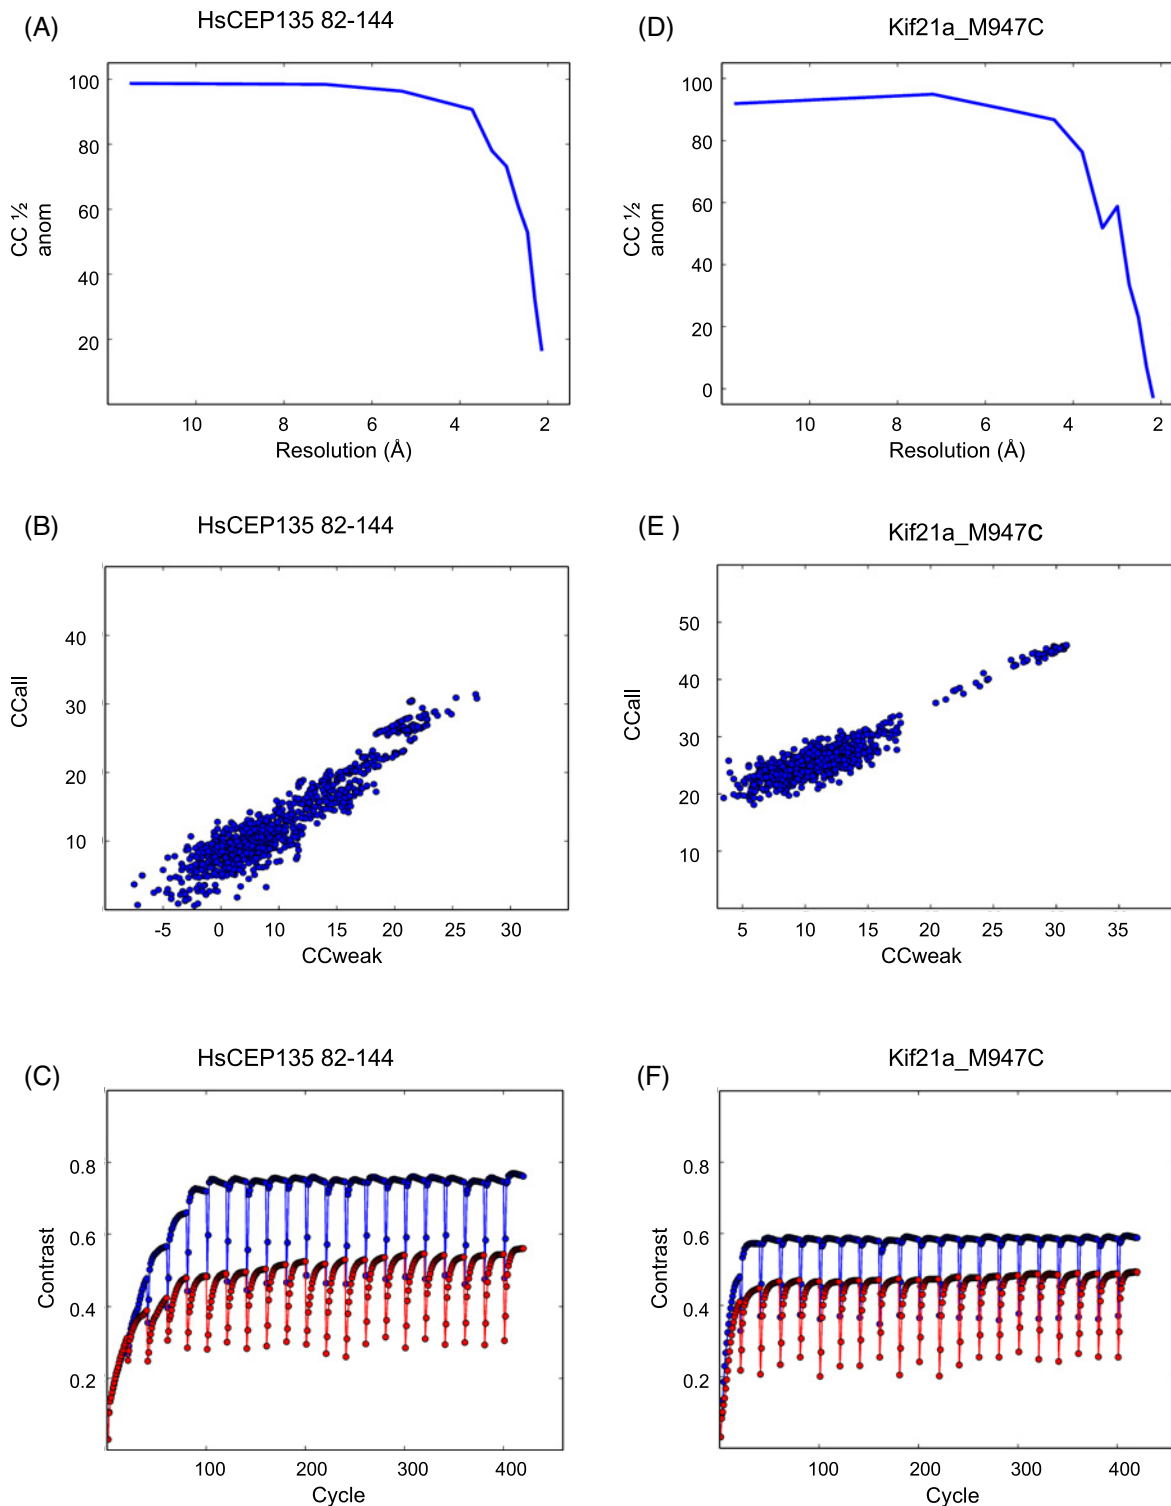 (A)
HsCEP135 82-144
100
80
60
40
20
CC ½
anom
10
8
6
4
2
Resolution (Å)
(D)
Kif21a_M947C
100
80
60
40
20
0
CC ½
anom
10
8
6
4
2
Resolution (Å)
(B)
HsCEP135 82-144
40
30
20
10
CCall
-5
0
5
10
15
20
25
30
CCweak
(E )
Kif21a_M947C
50
40
30
20
10
CCall
5
10
15
20
25
30
35
CCweak
(C)
HsCEP135 82-144
0.8
0.6
0.4
0.2
Contrast
100
200
300
400
Cycle
(F)
Kif21a_M947C
0.8
0.6
0.4
0.2
Contrast
100
200
300
400
Cycle